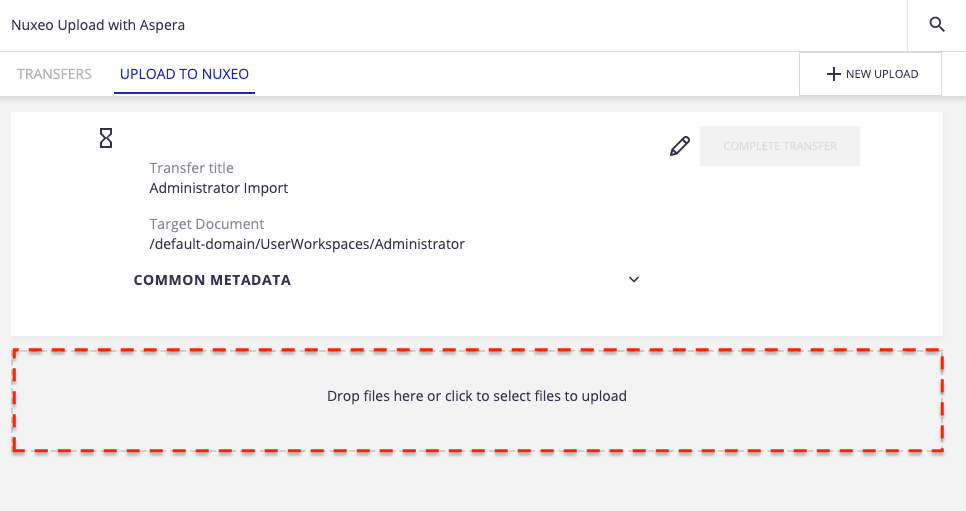 Nuxeo Upload with Aspera
TRANSFERS
UPLOAD TO NUXEO
NEW UPLOAD
COMPLETE TRANSFER
Transfer title
Administrator Import
Target Document
/default-domain/UserWorkspaces/Administrator
COMMON METADATA
Drop files here or click to select files to upload